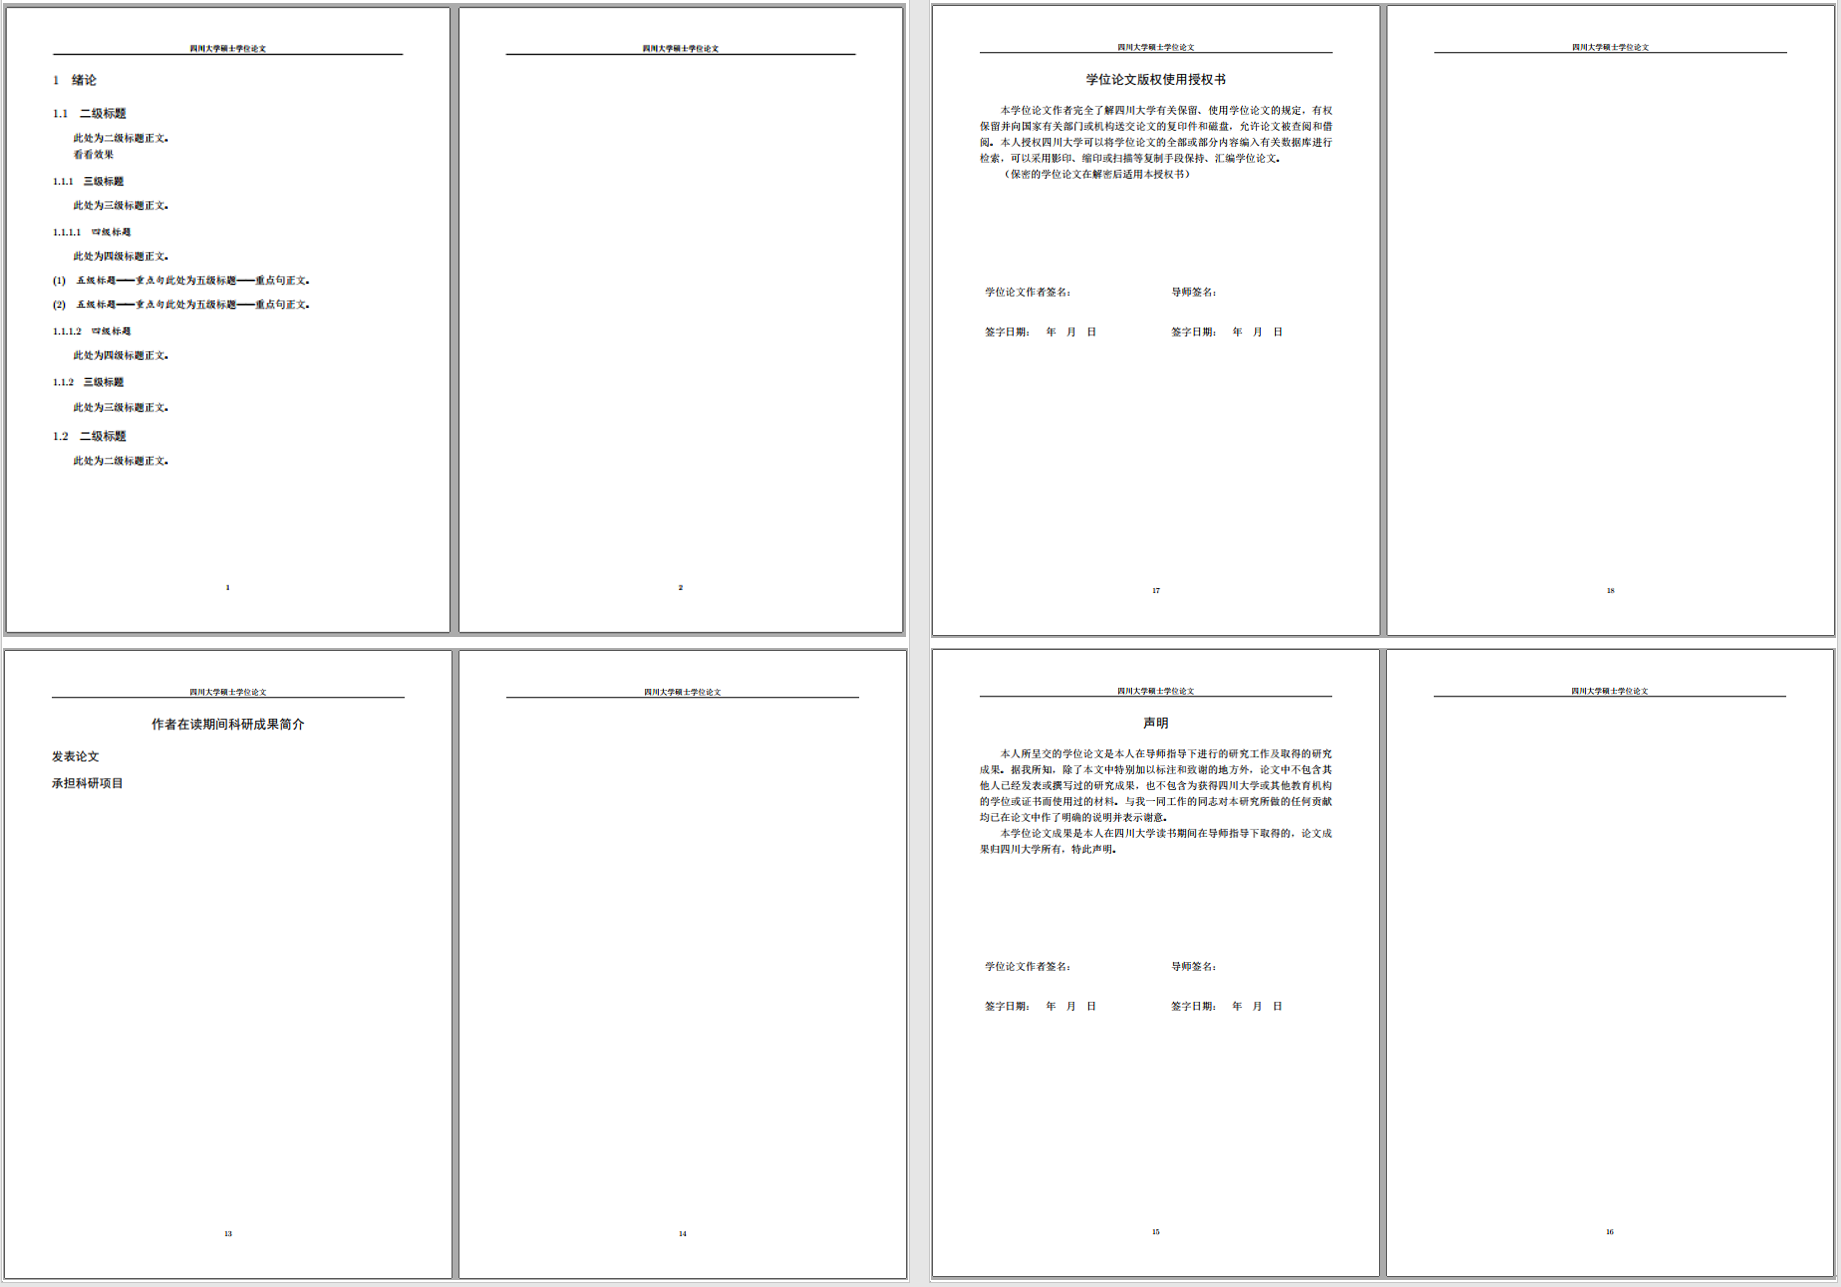 四川大学硕士学位论文
1 绪论
1.1 二级标题
此处为二级标题正文。
看看效果
1.1.1 三级标题
此处为三级标题正文。
1.1.1.1 四级标题
此处为四级标题正文。
(1) 五级标题——重点句此处为五级标题——重点句正文。
(2) 五级标题——重点句此处为五级标题——重点句正文。
1.1.1.2 四级标题
此处为四级标题正文。
1.1.2 三级标题
此处为三级标题正文。
1.2 二级标题
此处为二级标题正文。
1
四川大学硕士学位论文
2
四川大学硕士学位论文
学位论文版权使用授权书
本学位论文作者完全了解四川大学有关保留、使用学位论文的规定，有权
保留并向国家有关部门或机构送交论文的复印件和磁盘，允许论文被查阅和借
阅。本人授权四川大学可以将学位论文的全部或部分内容编入有关数据库进行
检索，可以采用影印、缩印或扫描等复制手段保持、汇编学位论文。
（保密的学位论文在解密后适用本授权书）
学位论文作者签名： 导师签名：
签字日期： 年 月 日 签字日期： 年 月 日
17
四川大学硕士学位论文
18
四川大学硕士学位论文
作者在读期间科研成果简介
发表论文
承担科研项目
13
四川大学硕士学位论文
14
四川大学硕士学位论文
声明
本人所呈交的学位论文是本人在导师指导下进行的研究工作及取得的研究
成果。据我所知，除了本文中特别加以标注和致谢的地方外，论文中不包含其
他人已经发表或撰写过的研究成果，也不包含为获得四川大学或其他教育机构
的学位或证书而使用过的材料。与我一同工作的同志对本研究所做的任何贡献
均已在论文中作了明确的说明并表示谢意。
本学位论文成果是本人在四川大学读书期间在导师指导下取得的，论文成
果归四川大学所有，特此声明。
学位论文作者签名： 导师签名：
签字日期： 年 月 日 签字日期： 年 月 日
15
四川大学硕士学位论文
16